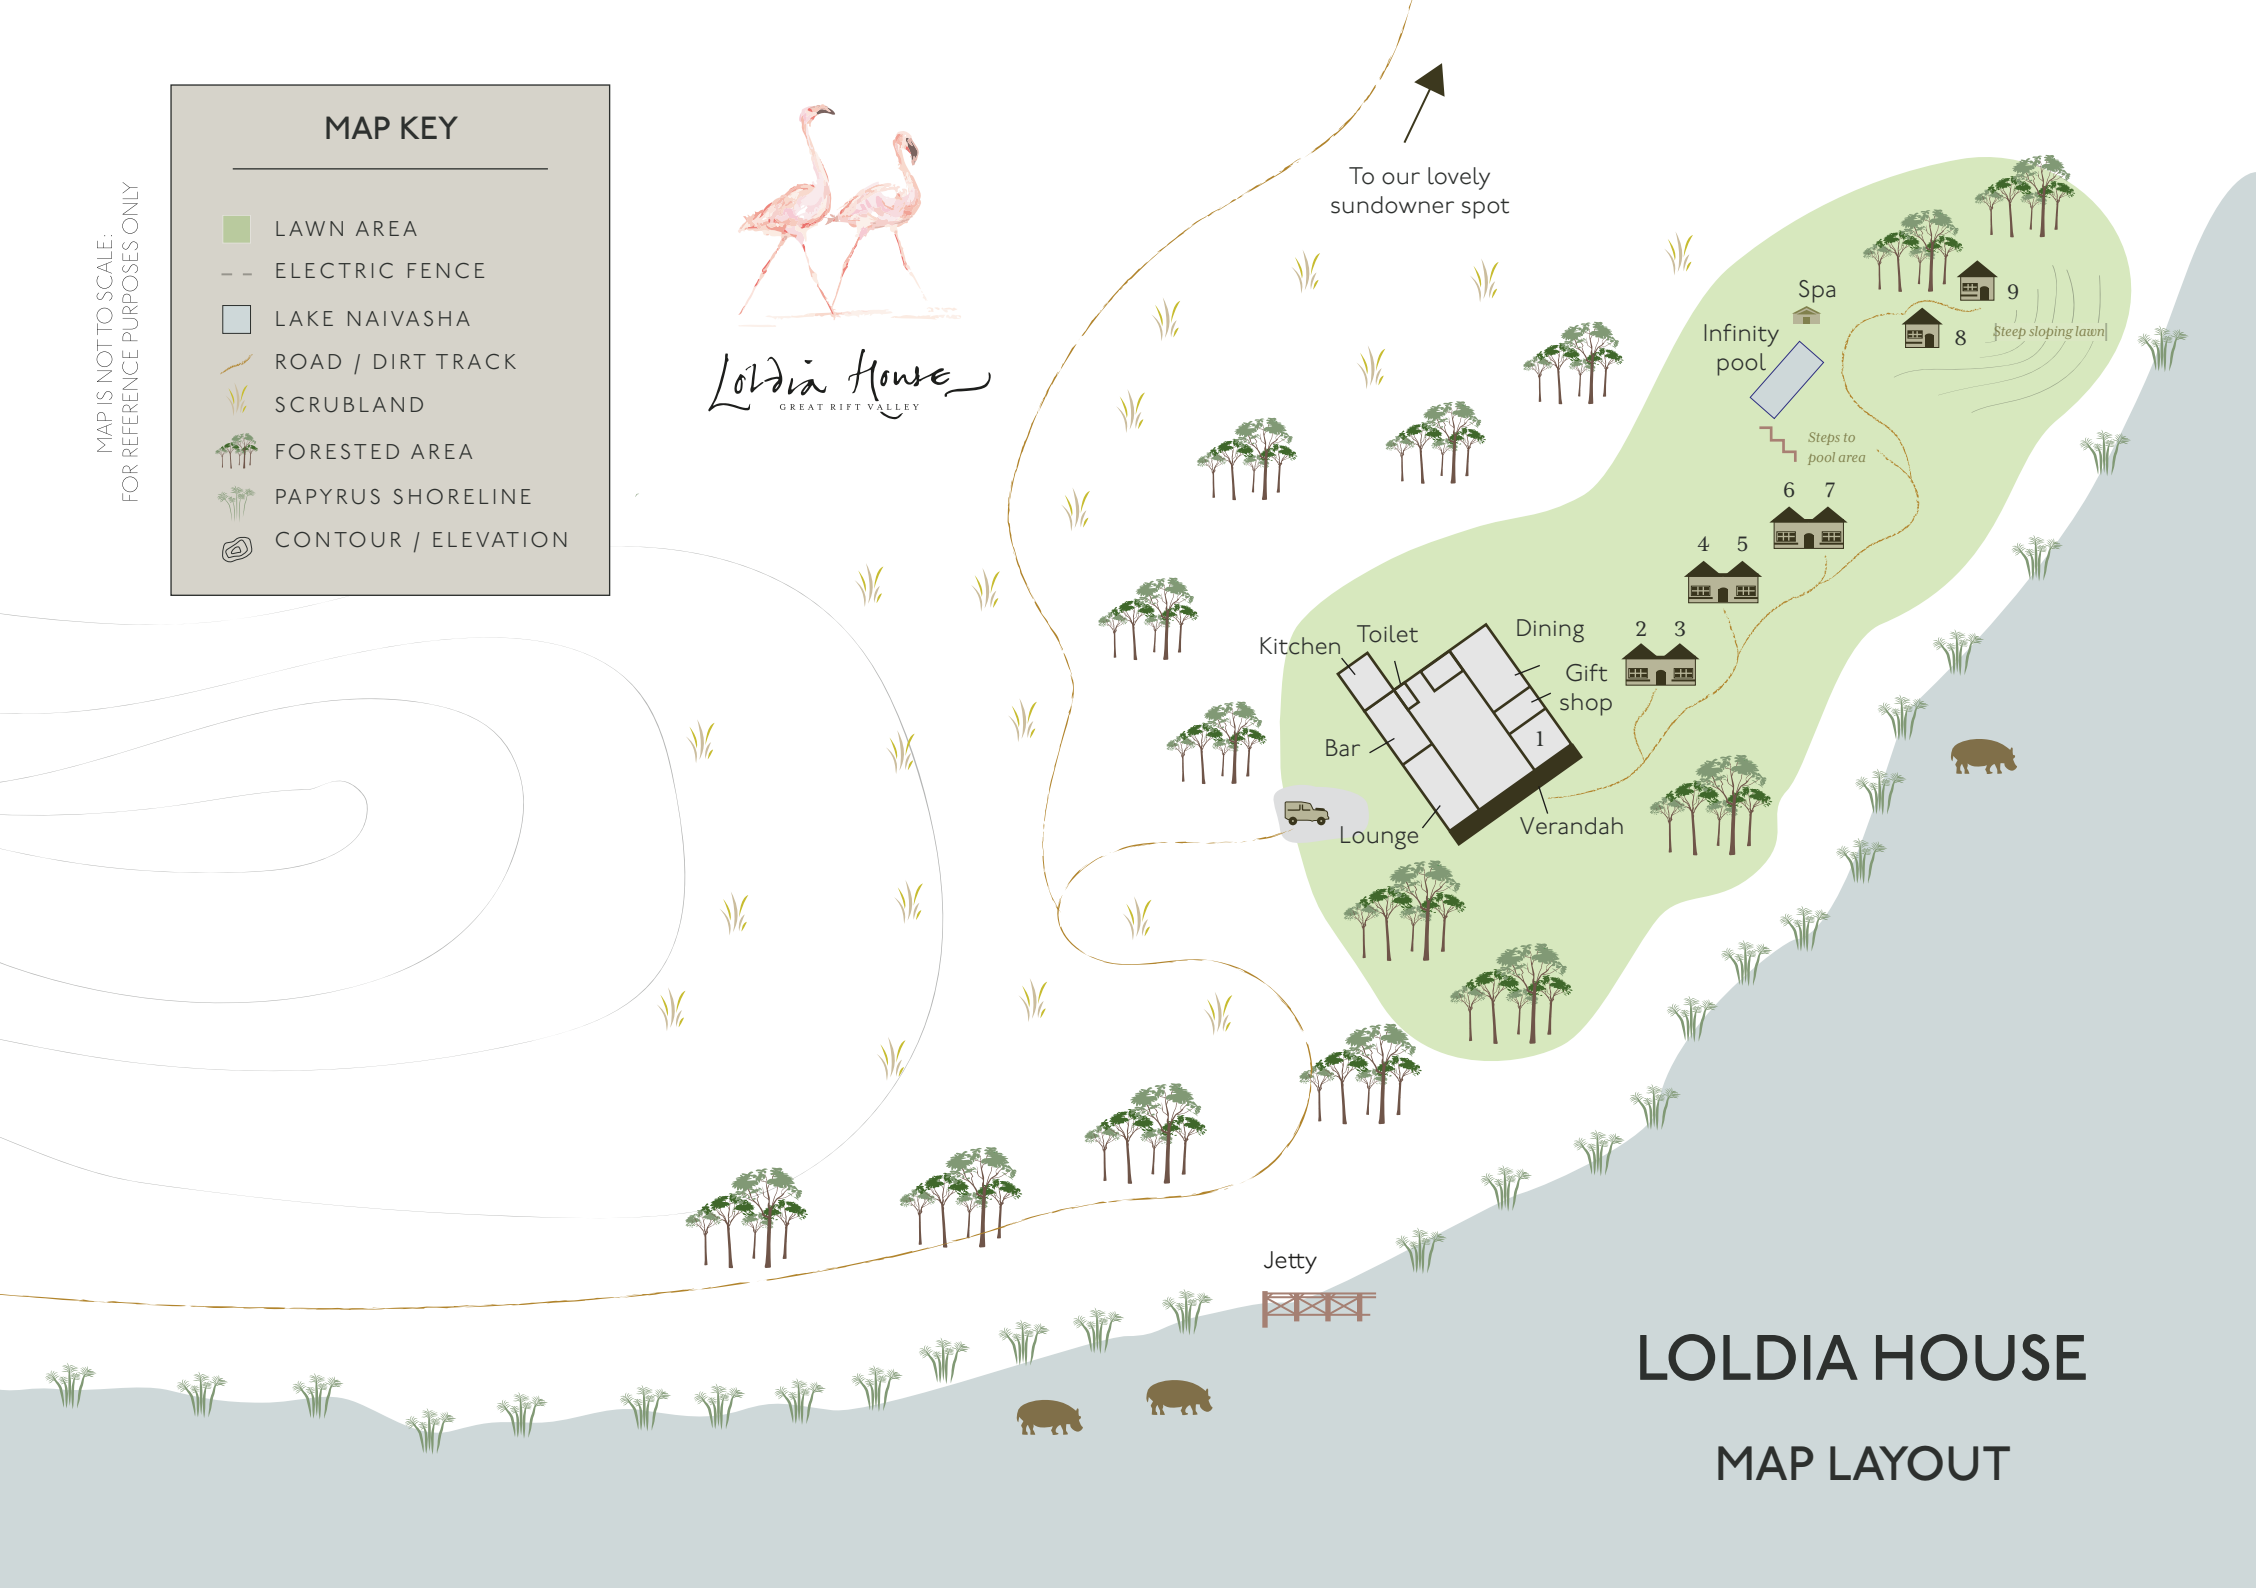 MAP IS NOT TO SCALE:
FOR REFERENCE PURPOSES ONLY
MAP KEY
LAWN AREA
ELECTRIC FENCE
LAKE NAIVASHA
ROAD / DIRT TRACK
SCRUBLAND
FORESTED AREA
PAPYRUS SHORELINE
CONTOUR / ELEVATION
Loldia House
GREAT RIFT VALLEY
To our lovely
sundowner spot
Spa
Infinity
pool
9
8
Steep sloping lawn
Steps to
pool area
6 7
4 5
2 3
Kitchen
Toilet
Dining
Gift
shop
1
Bar
Lounge
Verandah
Jetty
LOLDIA HOUSE
MAP LAYOUT